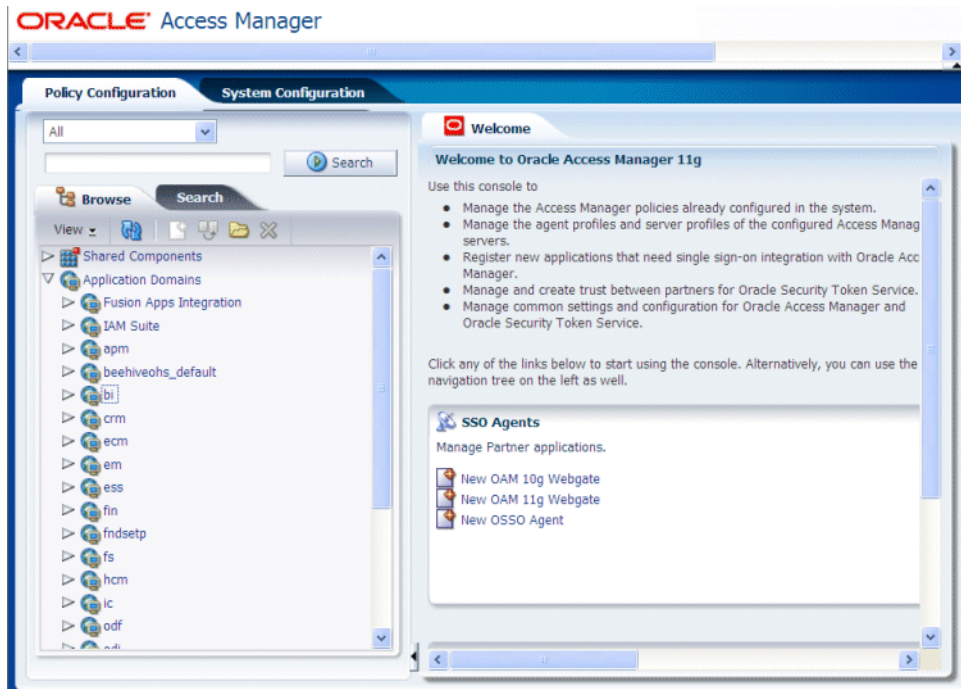 ORACLE® Access Manager
Policy Configuration
System Configuration
All
Search
Browse
Search
View
Shared Components
Application Domains
Fusion Apps Integration
IAM Suite
apm
beehiveohs_default
bi
crm
ecm
em
ess
fin
fndsetp
fs
hcm
ic
odf
Welcome
Welcome to Oracle Access Manager 11g
Use this console to
Manage the Access Manager policies already configured in the system.
Manage the agent profiles and server profiles of the configured Access Manag
servers.
Register new applications that need single sign-on integration with Oracle Acc
Manager.
Manage and create trust between partners for Oracle Security Token Service.
Manage common settings and configuration for Oracle Access Manager and
Oracle Security Token Service.
Click any of the links below to start using the console. Alternatively, you can use the
navigation tree on the left as well.
SSO Agents
Manage Partner applications.
New OAM 10g Webgate
New OAM 11g Webgate
New OSSO Agent